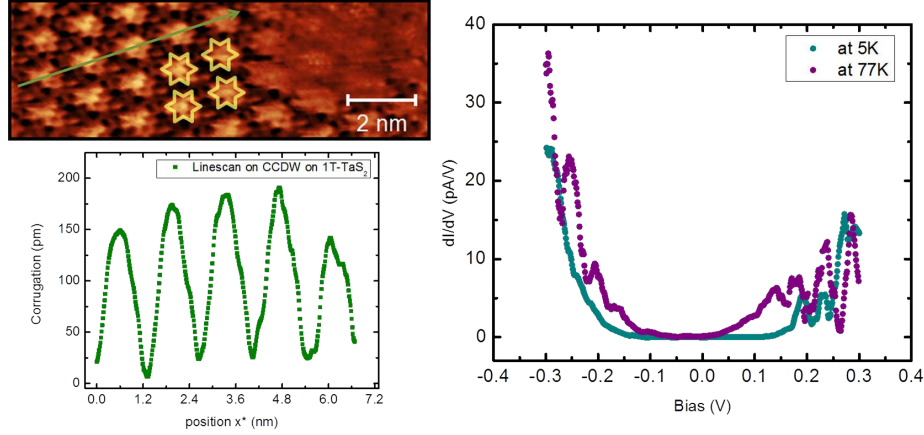 2 nm
Linescan on CCDW on 1T-TaS₂
Corrugation (pm)
200
150
100
50
0
0.0 1.2 2.4 3.6 4.8 6.0 7.2
position x* (nm)
at 5K
at 77K
dI/dV (pA/V)
40
30
20
10
0
-0.4 -0.3 -0.2 -0.1 0.0 0.1 0.2 0.3 0.4
Bias (V)